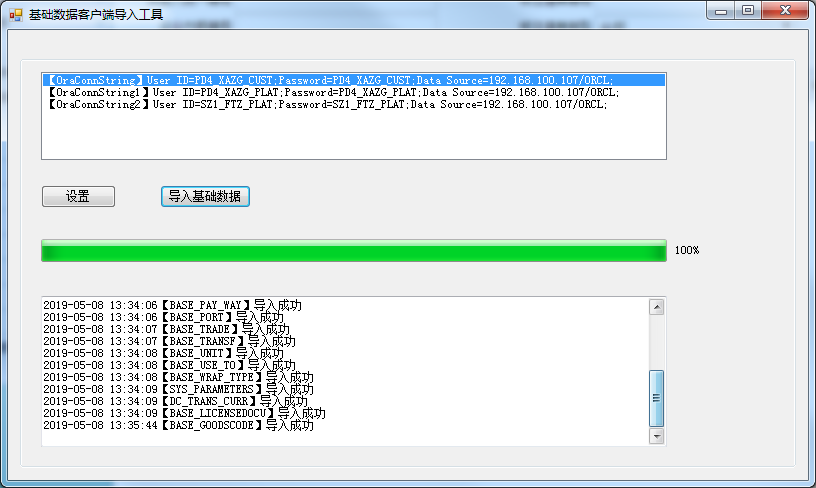 基础数据客户端导入工具
【OraConnString】User ID=PD4_XAZG_CUST;Password=PD4_XAZG_CUST;Data Source=192.168.100.107/ORCL;
【OraConnString1】User ID=PD4_XAZG_PLAT;Password=PD4_XAZG_PLAT;Data Source=192.168.100.107/ORCL;
【OraConnString2】User ID=SZ1_FTZ_PLAT;Password=SZ1_FTZ_PLAT;Data Source=192.168.100.107/ORCL;
设置 导入基础数据
100%
2019-05-08 13:34:06【BASE_PAY_WAY】导入成功
2019-05-08 13:34:06【BASE_PORT】导入成功
2019-05-08 13:34:07【BASE_TRADE】导入成功
2019-05-08 13:34:07【BASE_TRANSF】导入成功
2019-05-08 13:34:08【BASE_UNIT】导入成功
2019-05-08 13:34:08【BASE_USE_TO】导入成功
2019-05-08 13:34:08【BASE_WRAP_TYPE】导入成功
2019-05-08 13:34:09【SYS_PARAMETERS】导入成功
2019-05-08 13:34:09【DC_TRANS_CURR】导入成功
2019-05-08 13:34:09【BASE_LICENSEDOCU】导入成功
2019-05-08 13:35:44【BASE_GOODSCODE】导入成功